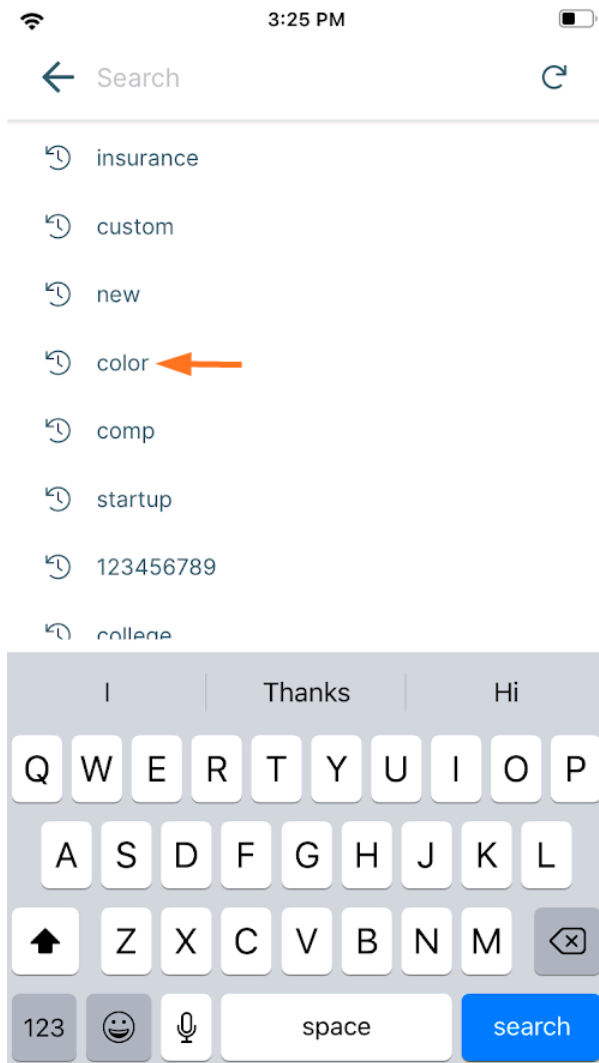 3:25 PM
Search
insurance
custom
new
color
comp
startup
123456789
college
I Thanks Hi
Q W E R T Y U I O P
A S D F G H J K L
Z X C V B N M
123 space search